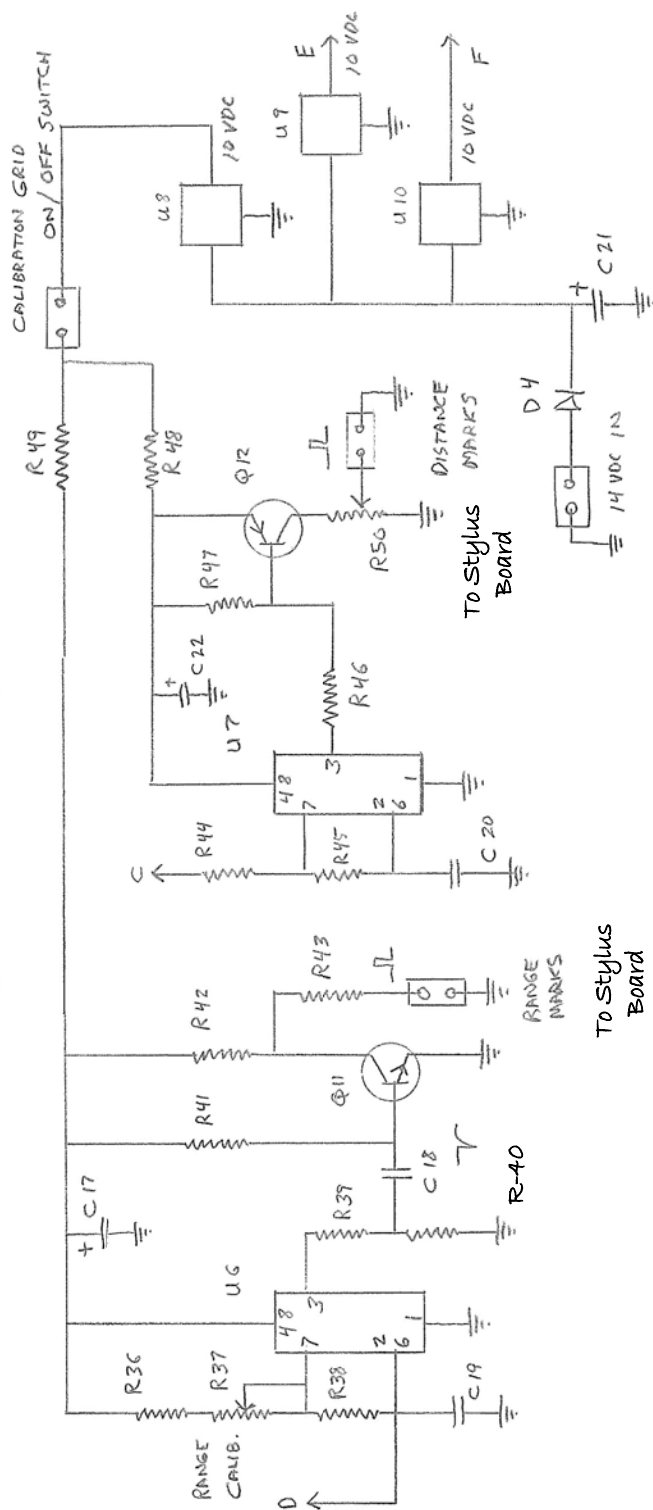 CALIBRATION GRID
ON/OFF SWITCH
R49
R48
U8
10 VDC
U9
E
10 VDC
U10
10 VDC
F
C21
+
D4
14 VDC IN
Q12
R47
R50
DISTANCE
MARKS
To Stylus
Board
+
C22
R46
U7
4 8
7
3
2
6
1
C
R44
R45
C20
R42
R43
R41
Q11
RANGE
MARKS
To Stylus
Board
+
C17
C18
R39
R-40
U6
4 8
7
3
2
6
1
R36
R37
R38
RANGE
CALIB.
C19
D